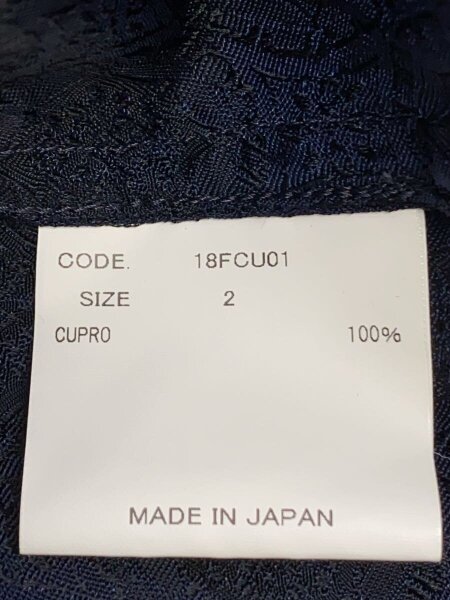 CODE. 18FCU01
SIZE 2
CUPRO 100%
MADE IN JAPAN